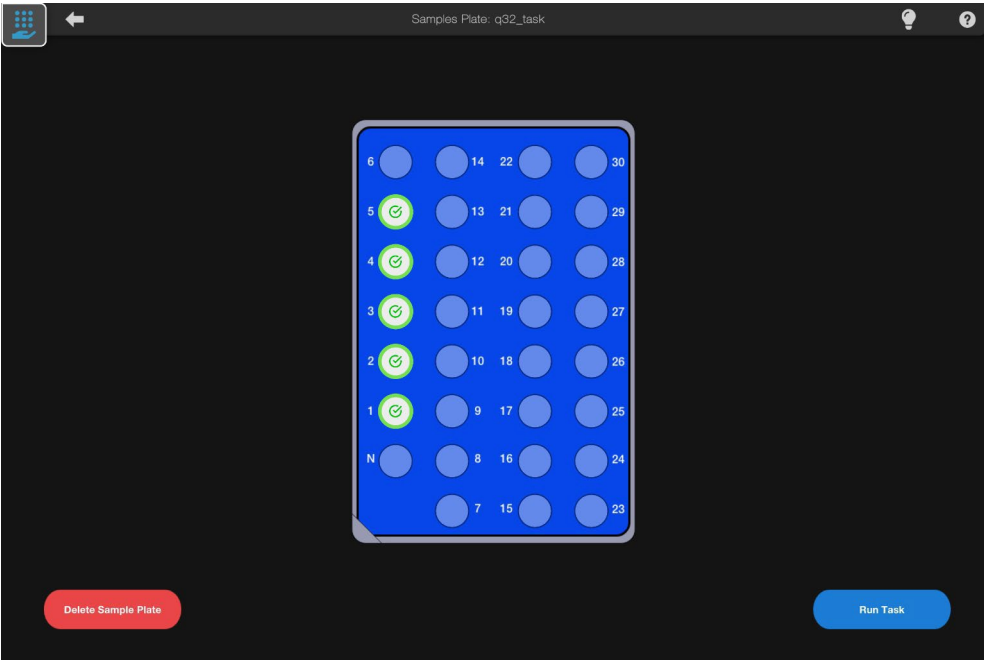 Samples Plate: q32_task
?
6 14 22 30
5 13 21 29
4 12 20 28
3 11 19 27
2 10 18 26
1 9 17 25
N 8 16 24
7 15 23
Delete Sample Plate
Run Task